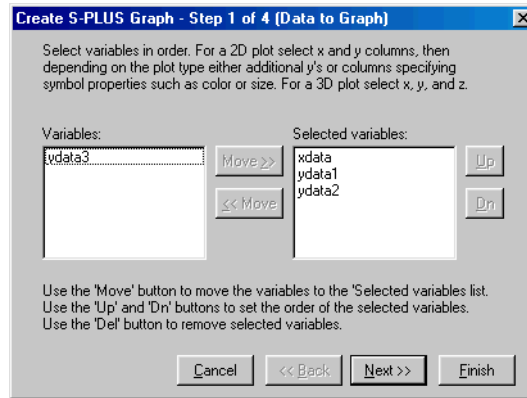 Create S-PLUS Graph - Step 1 of 4 (Data to Graph)
Select variables in order. For a 2D plot select x and y columns, then
depending on the plot type either additional y's or columns specifying
symbol properties such as color or size. For a 3D plot select x, y, and z.
Variables:
Selected variables:
ydata3
Move >>
<< Move
xdata
ydata1
ydata2
Up
Dn
Use the 'Move' button to move the variables to the 'Selected variables list.
Use the 'Up' and 'Dn' buttons to set the order of the selected variables.
Use the 'Del' button to remove selected variables.
Cancel
<< Back
Next >>
Finish